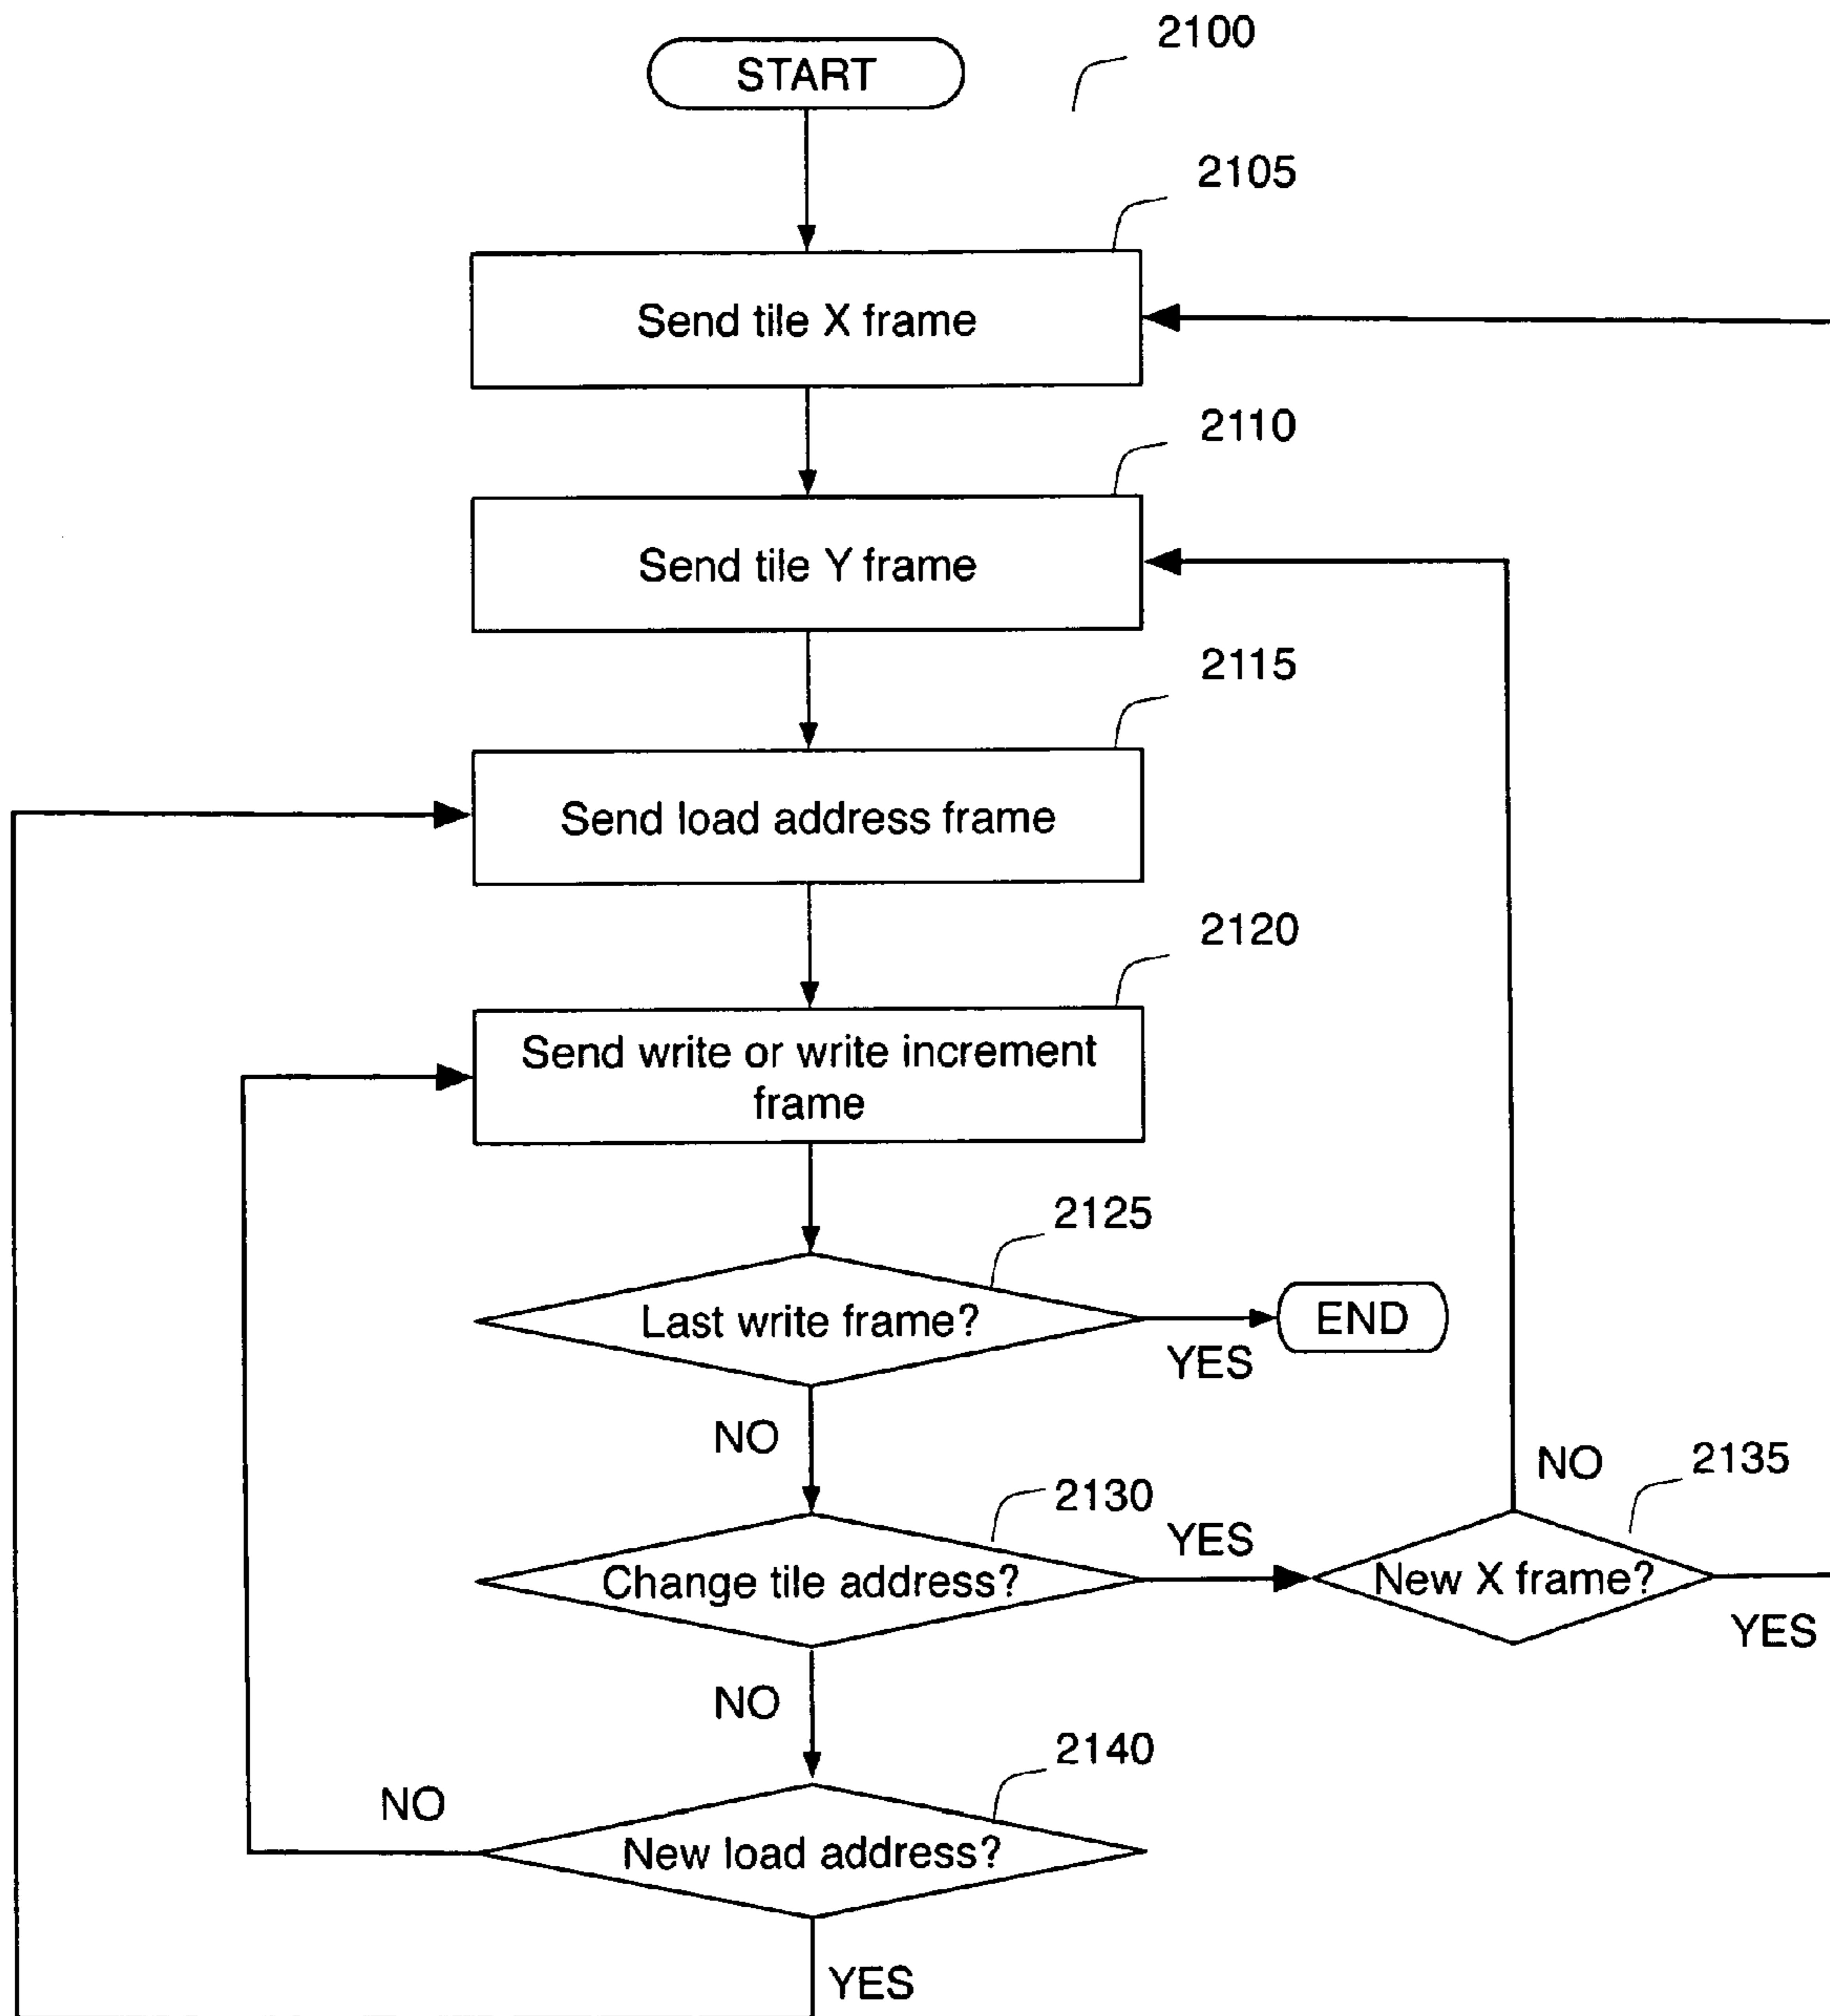 2100
START
2105
Send tile X frame
2110
Send tile Y frame
2115
Send load address frame
2120
Send write or write increment
frame
2125
Last write frame?
END
YES
NO
2130
YES
Change tile address?
NO
2135
New X frame?
YES
NO
2140
NO
New load address?
YES